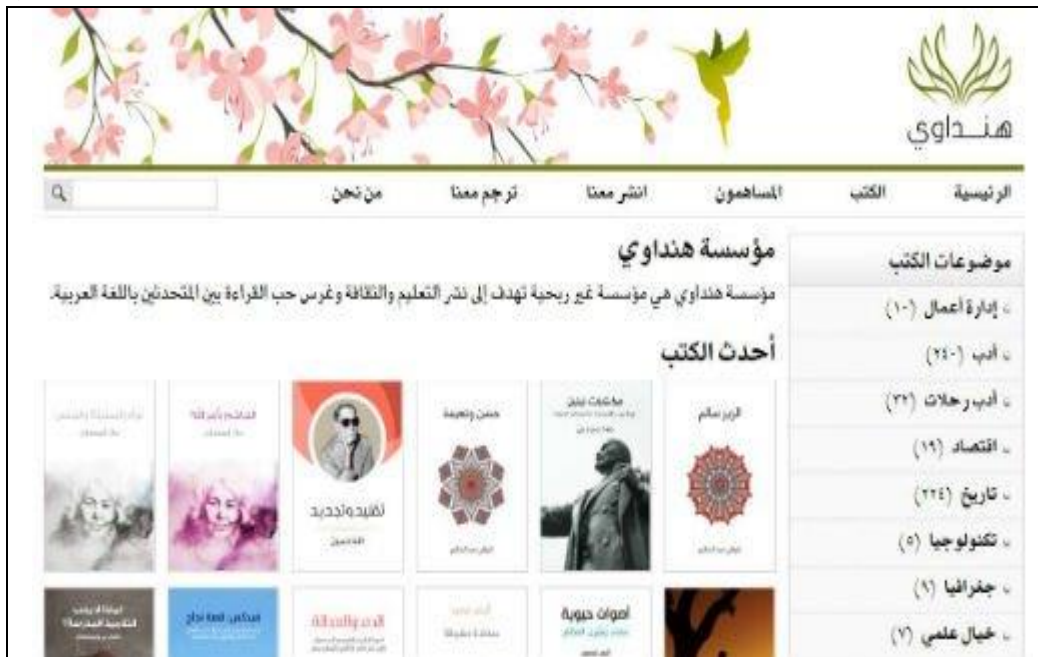 هنداوي
الرئيسية الكتب المساهمون انشر معنا ترجم معنا من نحن
موضوعات الكتب
إدارة أعمال (١٠)
أدب (٢٤٠)
أدب رحلات (٣٢)
اقتصاد (١٩)
تاريخ (٢٢٤)
تكنولوجيا (٥)
جغرافيا (٩)
خيال علمي (٧)
مؤسسة هنداوي
مؤسسة هنداوي هي مؤسسة غير ربحية تهدف إلى نشر التعليم والثقافة وغرس حب القراءة بين المتحدثين باللغة العربية.
أحدث الكتب
الزير سالم
حسن ونعيمة
تقليد وتجديد
طه حسين
أصوات حيوية